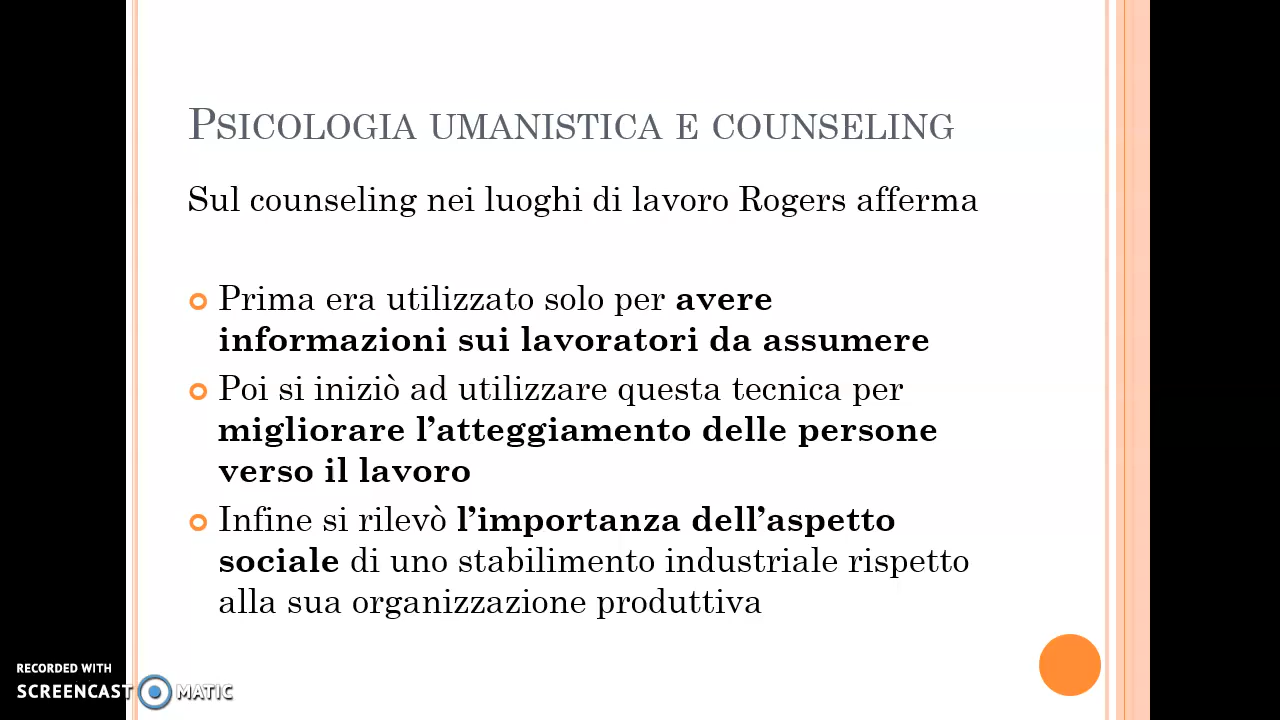 PSICOLOGIA UMANISTICA E COUNSELING
Sul counseling nei luoghi di lavoro Rogers afferma
Prima era utilizzato solo per avere
informazioni sui lavoratori da assumere
Poi si iniziò ad utilizzare questa tecnica per
migliorare l’atteggiamento delle persone
verso il lavoro
Infine si rilevò l’importanza dell’aspetto
sociale di uno stabilimento industriale rispetto
alla sua organizzazione produttiva
RECORDED WITH
SCREENCAST MATIC